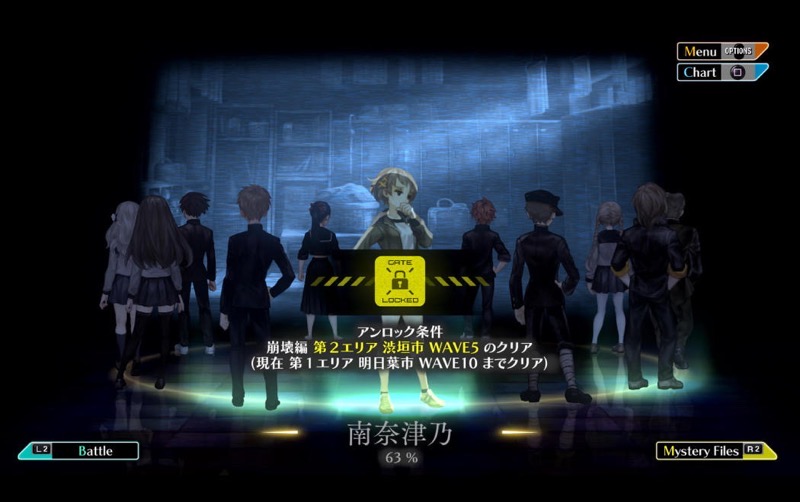 Menu OPTIONS
Chart
GATE
LOCKED
アンロック条件
崩壊編 第２エリア 渋垣市 WAVE5 のクリア
(現在 第１エリア 明日葉市 WAVE10 までクリア)
南奈津乃
63 %
L2 Battle
Mystery Files R2